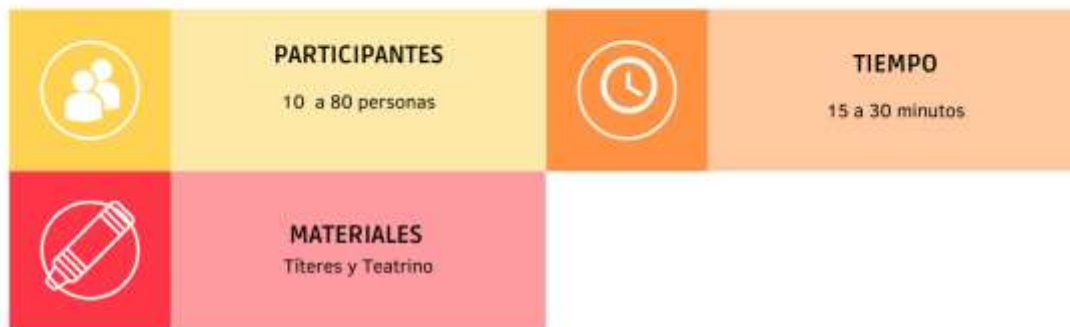 PARTICIPANTES
10 a 80 personas
TIEMPO
15 a 30 minutos
MATERIALES
Títeres y Teatrino